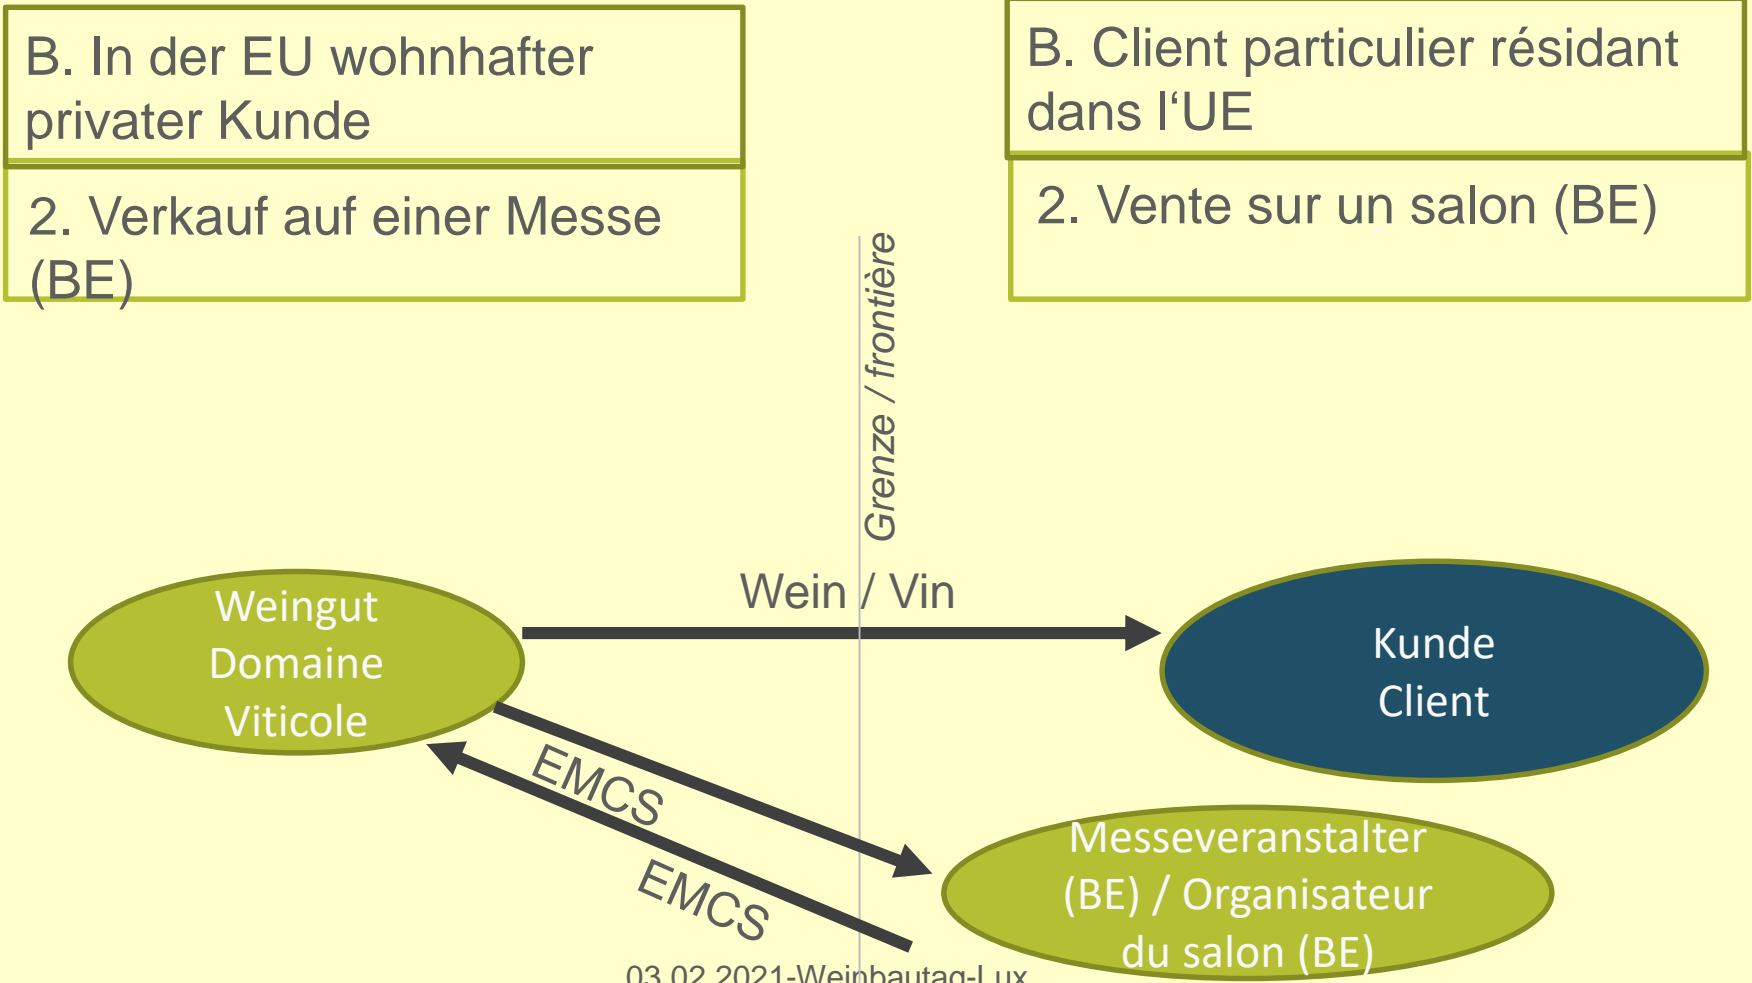 B. In der EU wohnhafter
privater Kunde
2. Verkauf auf einer Messe
(BE)
B. Client particulier résidant
dans l‘UE
2. Vente sur un salon (BE)
Grenze / frontière
Wein / Vin
Weingut
Domaine
Viticole
Kunde
Client
EMCS
EMCS
Messeveranstalter
(BE) / Organisateur
du salon (BE)
03.02.2021-Weinbautag-Lux